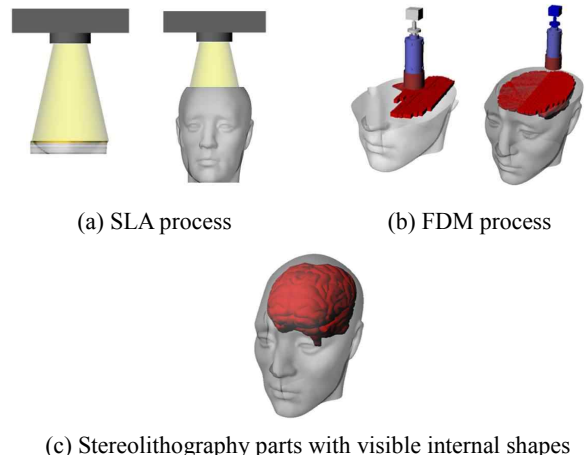 (a) SLA process
(b) FDM process
(c) Stereolithography parts with visible internal shapes